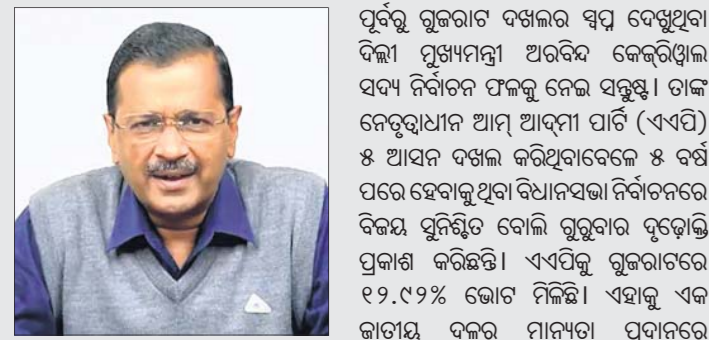 ପୂର୍ବରୁ ଗୁଜରାଟ ଦଖଲର ସ୍ୱପ୍ନ ଦେଖୁଥିବା
ଦିଲ୍ଲୀ ମୁଖ୍ୟମନ୍ତ୍ରୀ ଅରବିନ୍ଦ କେଜ୍‌ରିଓ୍ୱାଲ
ସଦ୍ୟ ନିର୍ବାଚନ ଫଳକୁ ନେଇ ସନ୍ତୁଷ୍ଟ। ତାଙ୍କ
ନେତୃତ୍ୱାଧୀନ ଆମ୍ ଆଦ୍‌ମୀ ପାର୍ଟି (ଏଏପି)
୫ ଆସନ ଦଖଲ କରିଥିବାବେଳେ ୫ ବର୍ଷ
ପରେ ହେବାକୁଥିବା ବିଧାନସଭା ନିର୍ବାଚନରେ
ବିଜୟ ସୁନିଶ୍ଚିତ ବୋଲି ଗୁରୁବାର ଦୃଢ଼ୋକ୍ତି
ପ୍ରକାଶ କରିଛନ୍ତି। ଏଏପିକୁ ଗୁଜରାଟରେ
୧୨.୯୨% ଭୋଟ ମିଳିଛି। ଏହାକୁ ଏକ
ଜାତୀୟ ଦଳର ମାନ୍ୟତା ପ୍ରଦାନରେ